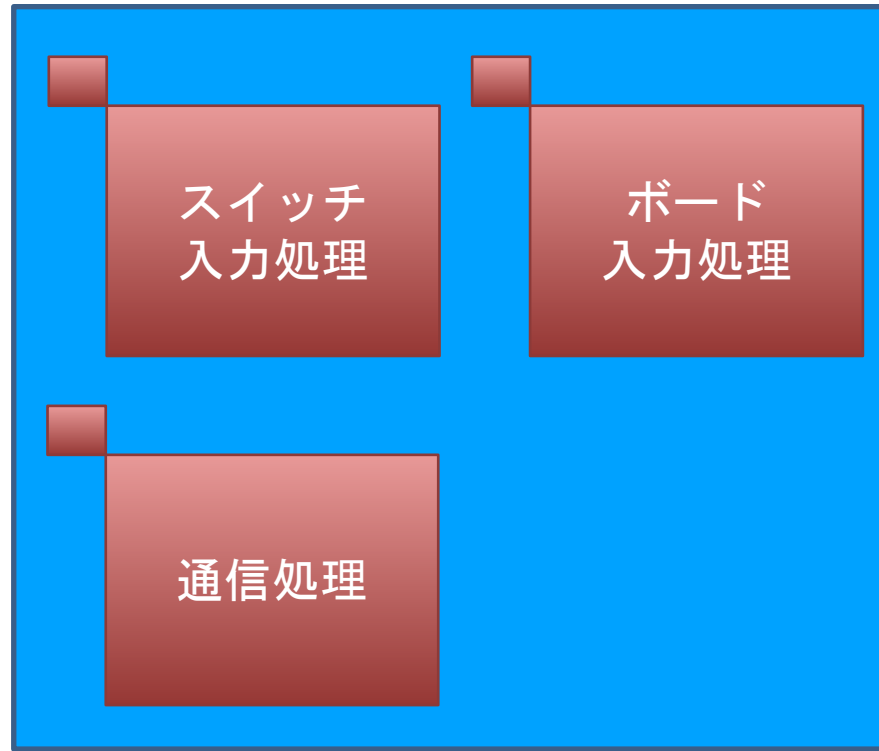 スイッチ
入力処理
ボード
入力処理
通信処理